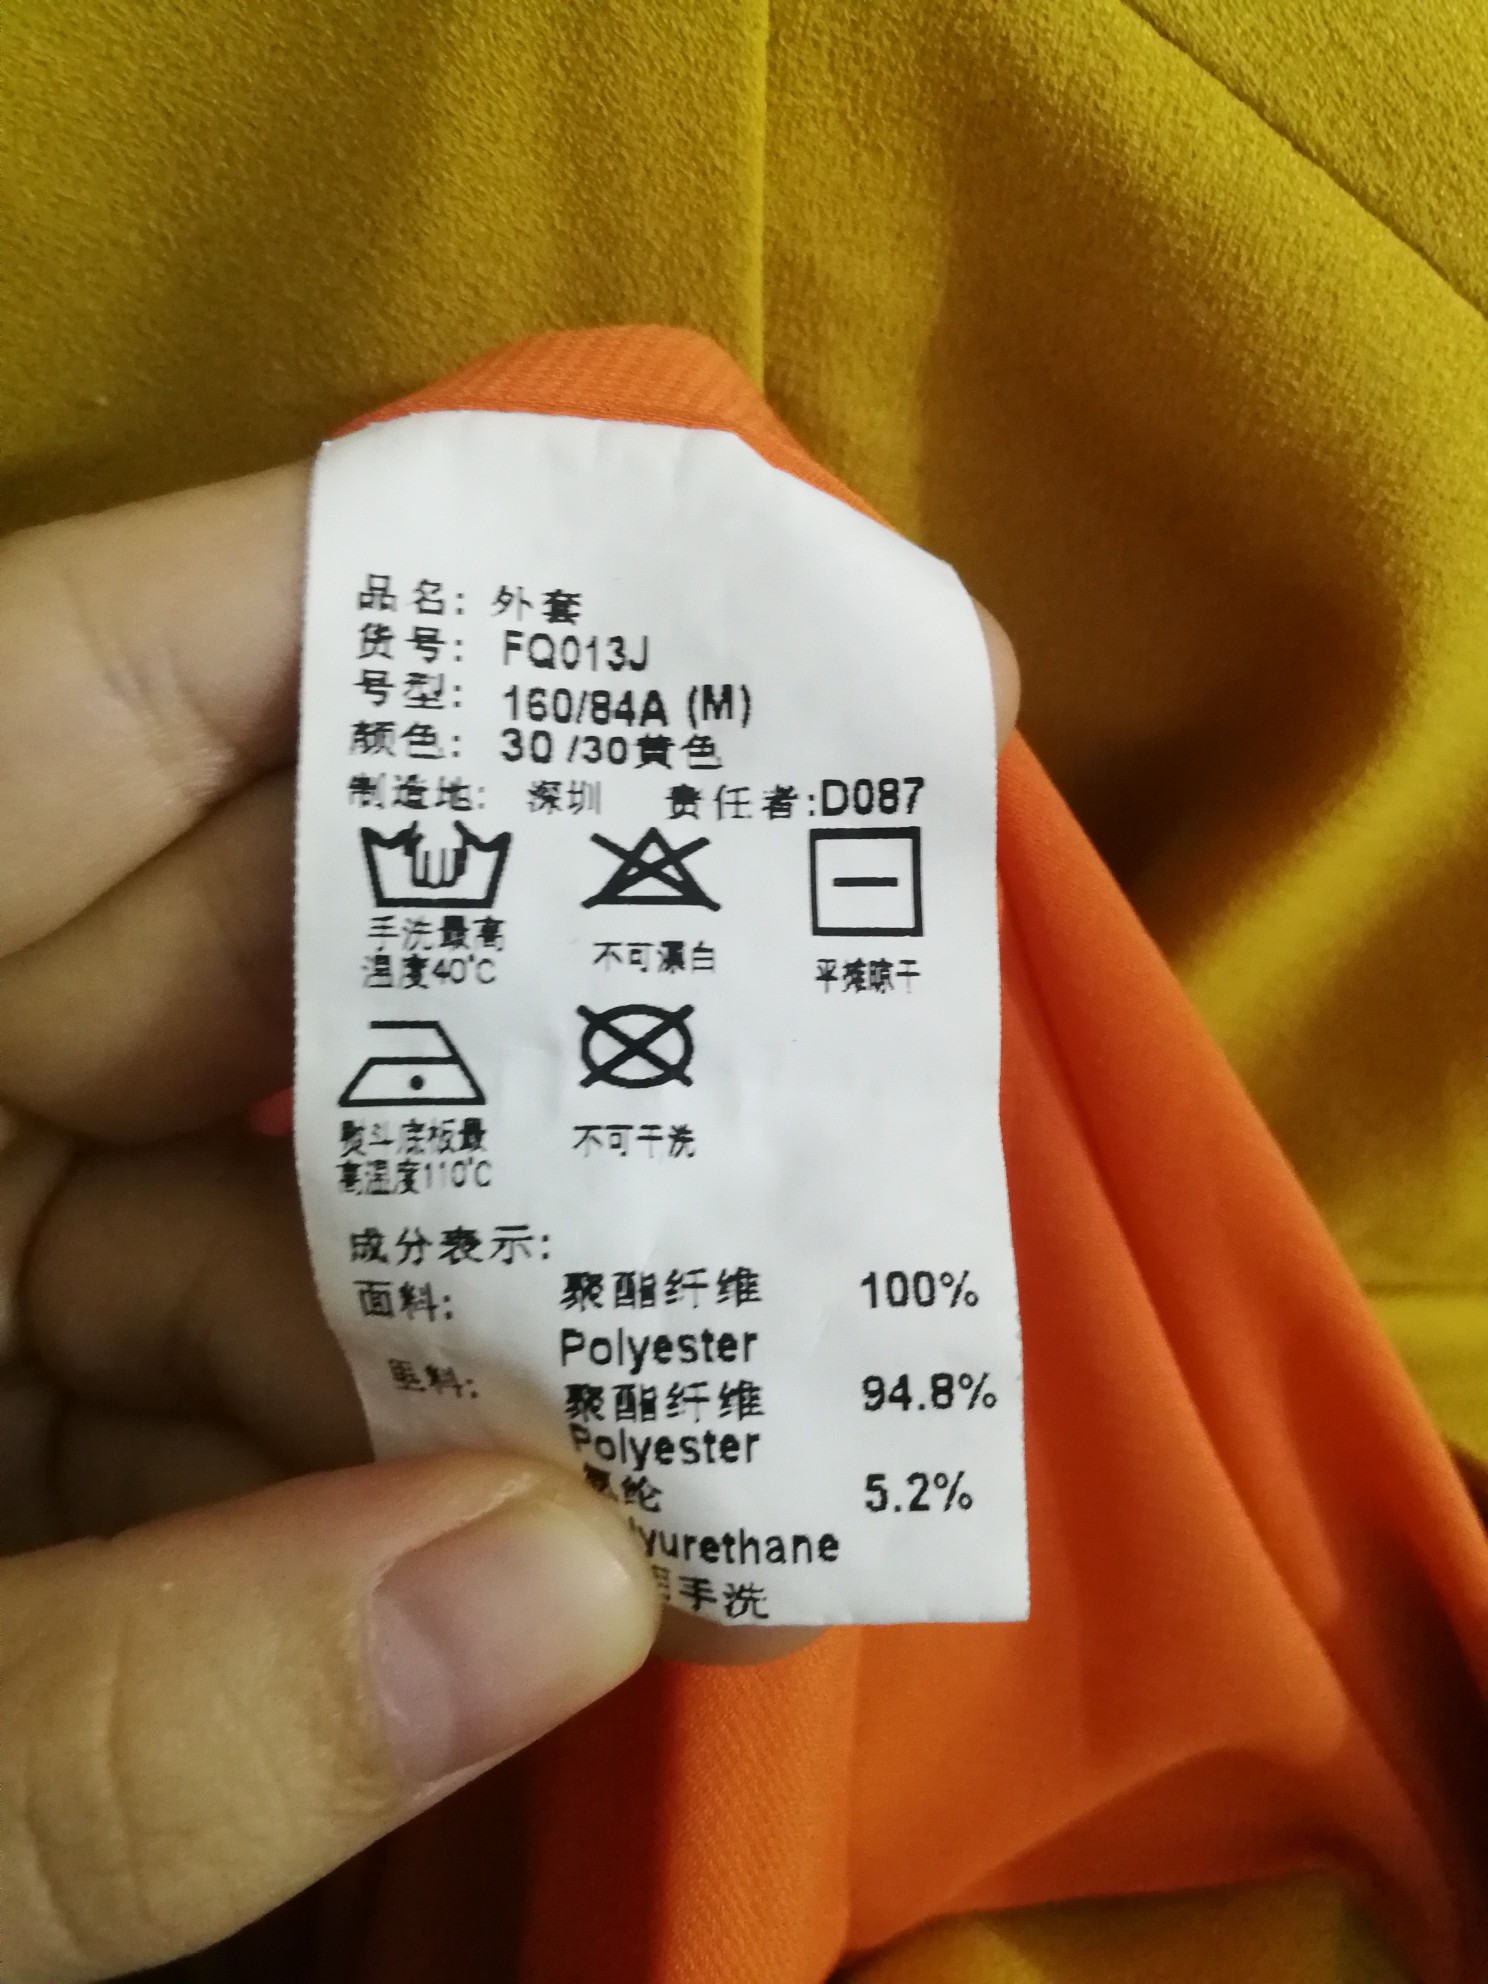 品名: 外套
货号: FQ013J
号型: 160/84A (M)
颜色: 30 /30黄色
制造地: 深圳 责任者:D087
手洗最高
温度40℃
不可漂白
平摊晾干
熨斗底板最
高温度110℃
不可干洗
成分表示:
面料: 聚酯纤维 100%
Polyester
里料: 聚酯纤维 94.8%
Polyester
氨纶 5.2%
lyurethane
手洗